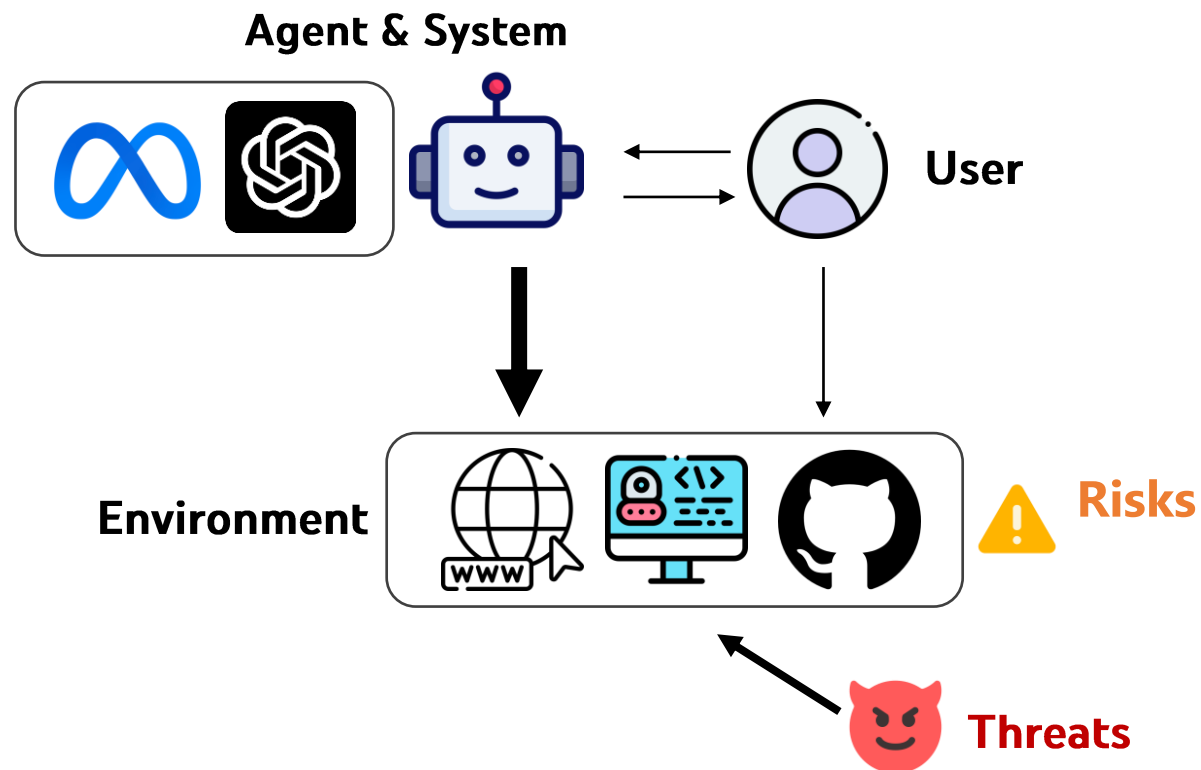 Agent & System
User
Environment
www
</>
Risks
Threats